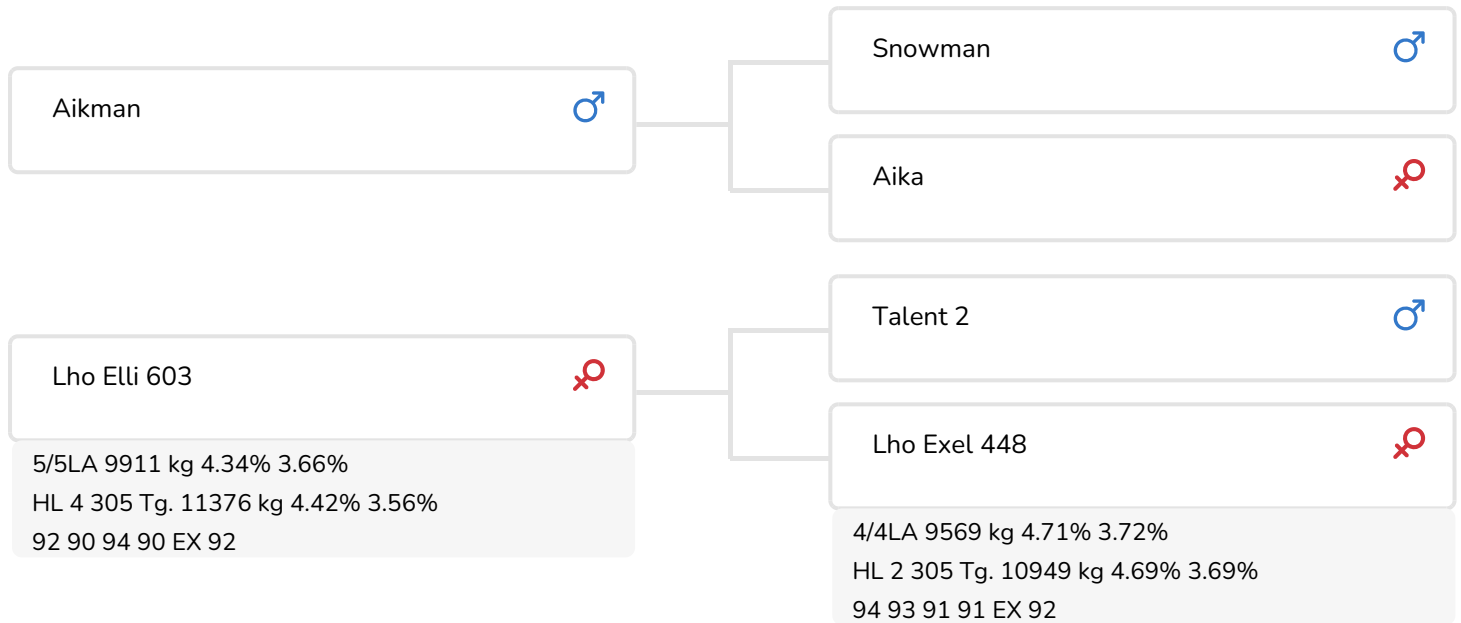 Snowman
Aikman
Aika
Talent 2
Lho Elli 603
5/5LA 9911 kg 4.34% 3.66%
HL 4 305 Tg. 11376 kg 4.42% 3.56%
92 90 94 90 EX 92
Lho Exel 448
4/4LA 9569 kg 4.71% 3.72%
HL 2 305 Tg. 10949 kg 4.69% 3.69%
94 93 91 91 EX 92